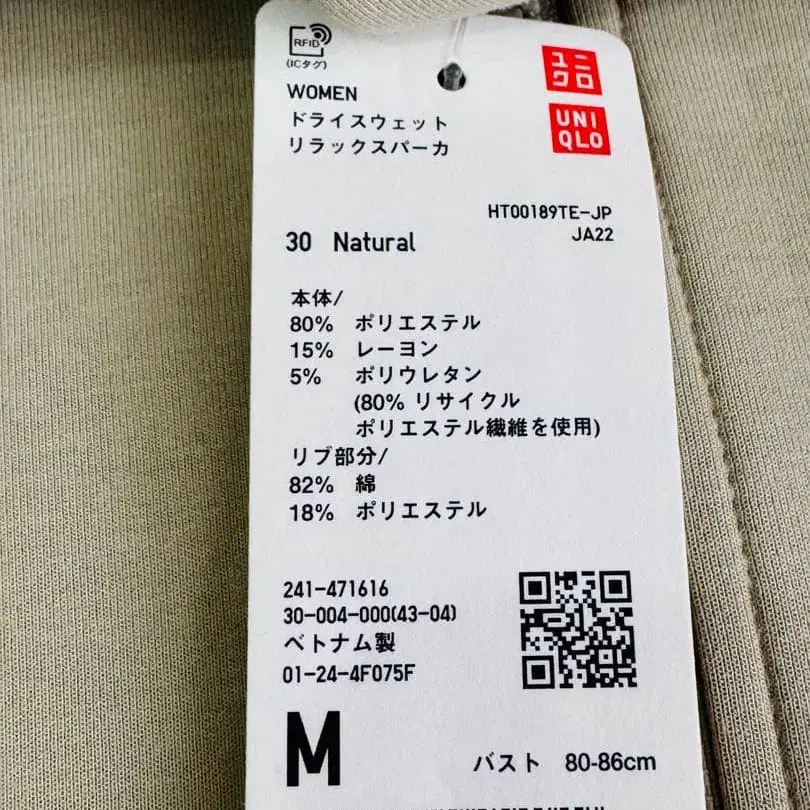 RFID
(ICタグ)
WOMEN
ドライスウェット
リラックスパーカ
ユニ
クロ
UNI
QLO
HT00189TE-JP
JA22
30 Natural
本体/
80% ポリエステル
15% レーヨン
5% ポリウレタン
(80% リサイクル
ポリエステル繊維を使用)
リブ部分/
82% 綿
18% ポリエステル
241-471616
30-004-000(43-04)
ベトナム製
01-24-4F075F
M
バスト 80-86cm